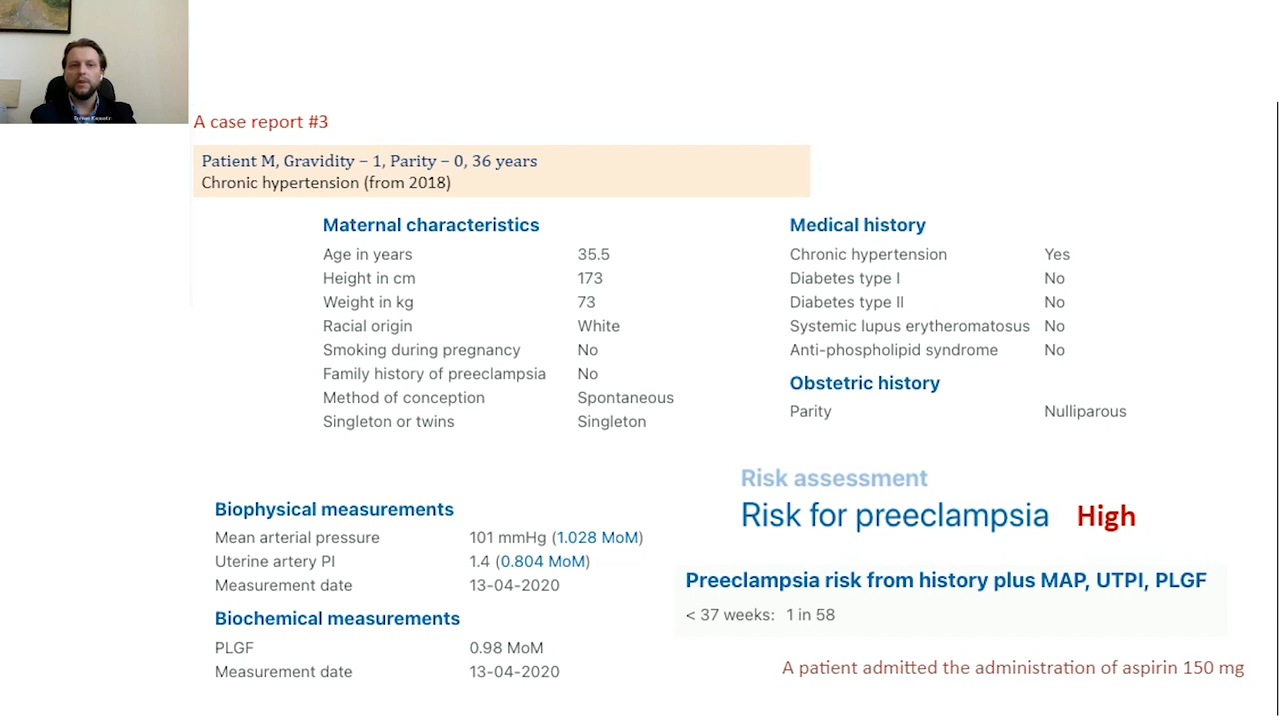 A case report #3
Patient M, Gravidity – 1, Parity – 0, 36 years
Chronic hypertension (from 2018)
Maternal characteristics
Age in years 35.5
Height in cm 173
Weight in kg 73
Racial origin White
Smoking during pregnancy No
Family history of preeclampsia No
Method of conception Spontaneous
Singleton or twins Singleton
Medical history
Chronic hypertension Yes
Diabetes type I No
Diabetes type II No
Systemic lupus erytheromatosus No
Anti-phospholipid syndrome No
Obstetric history
Parity Nulliparous
Biophysical measurements
Mean arterial pressure 101 mmHg (1.028 MoM)
Uterine artery PI 1.4 (0.804 MoM)
Measurement date 13-04-2020
Biochemical measurements
PLGF 0.98 MoM
Measurement date 13-04-2020
Risk assessment
Risk for preeclampsia High
Preeclampsia risk from history plus MAP, UTPI, PLGF
< 37 weeks: 1 in 58
A patient admitted the administration of aspirin 150 mg